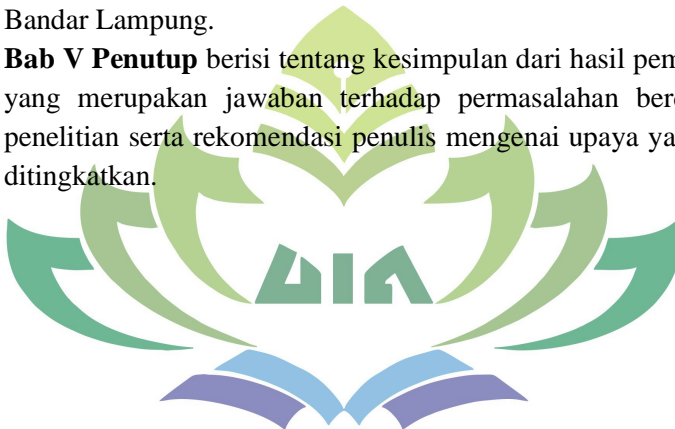 Bandar Lampung.
Bab V Penutup berisi tentang kesimpulan dari hasil pem
yang merupakan jawaban terhadap permasalahan ber
penelitian serta rekomendasi penulis mengenai upaya ya
ditingkatkan.
UIN